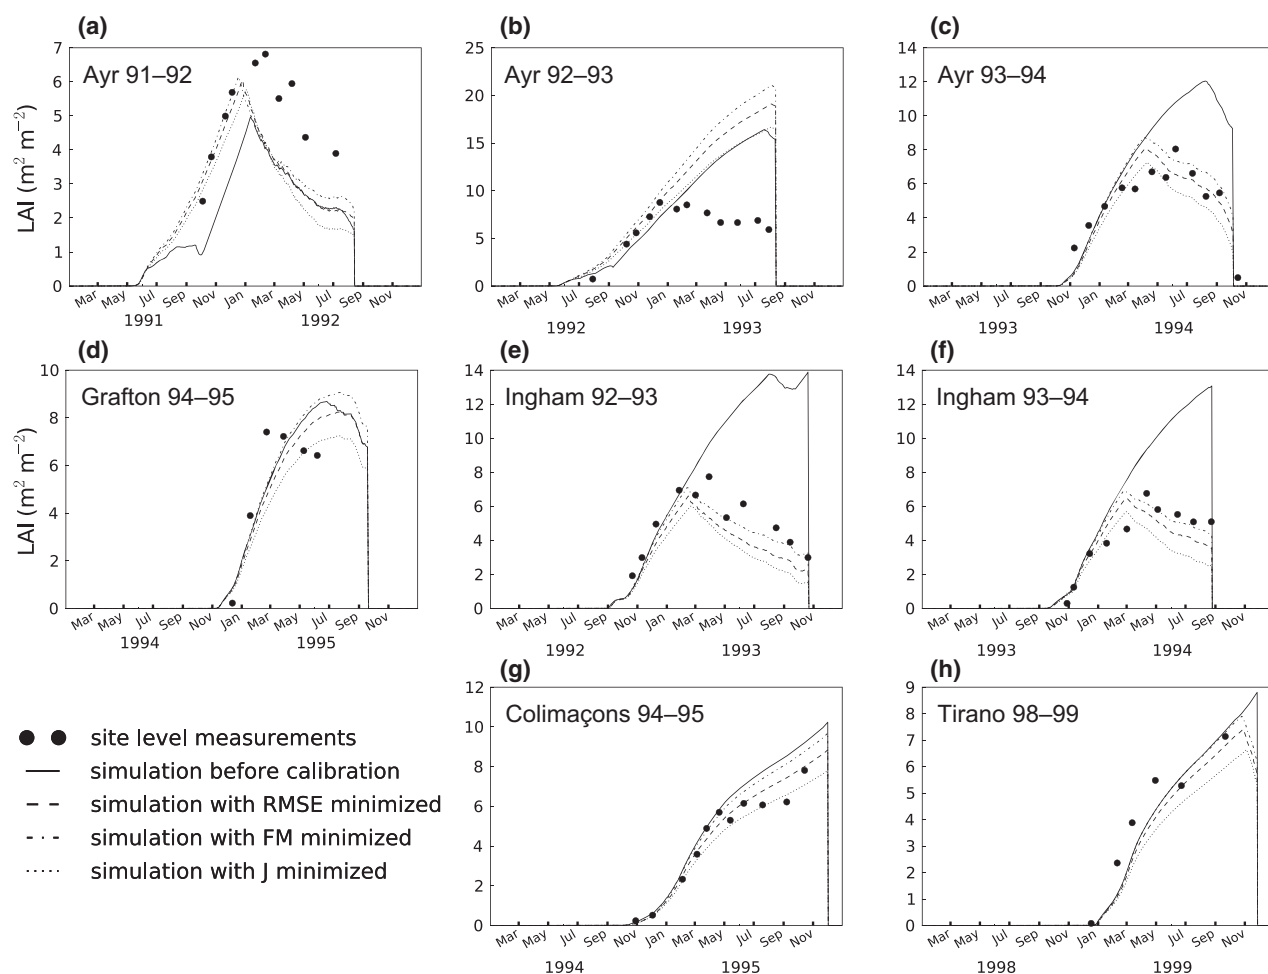 (a)
Ayr 91–92
LAI (m² m⁻²)
7
6
5
4
3
2
1
0
Mar May Jul Sep Nov Jan Mar May Jul Sep Nov
1991 1992
(b)
Ayr 92–93
25
20
15
10
5
0
Mar May Jul Sep Nov Jan Mar May Jul Sep Nov
1992 1993
(c)
Ayr 93–94
14
12
10
8
6
4
2
0
Mar May Jul Sep Nov Jan Mar May Jul Sep Nov
1993 1994
(d)
Grafton 94–95
LAI (m² m⁻²)
10
8
6
4
2
0
Mar May Jul Sep Nov Jan Mar May Jul Sep Nov
1994 1995
(e)
Ingham 92–93
14
12
10
8
6
4
2
0
Mar May Jul Sep Nov Jan Mar May Jul Sep Nov
1992 1993
(f)
Ingham 93–94
14
12
10
8
6
4
2
0
Mar May Jul Sep Nov Jan Mar May Jul Sep Nov
1993 1994
(g)
Colimaçons 94–95
12
10
8
6
4
2
0
Mar May Jul Sep Nov Jan Mar May Jul Sep Nov
1994 1995
(h)
Tirano 98–99
9
8
7
6
5
4
3
2
1
0
Mar May Jul Sep Nov Jan Mar May Jul Sep Nov
1998 1999
site level measurements
simulation before calibration
simulation with RMSE minimized
simulation with FM minimized
simulation with J minimized